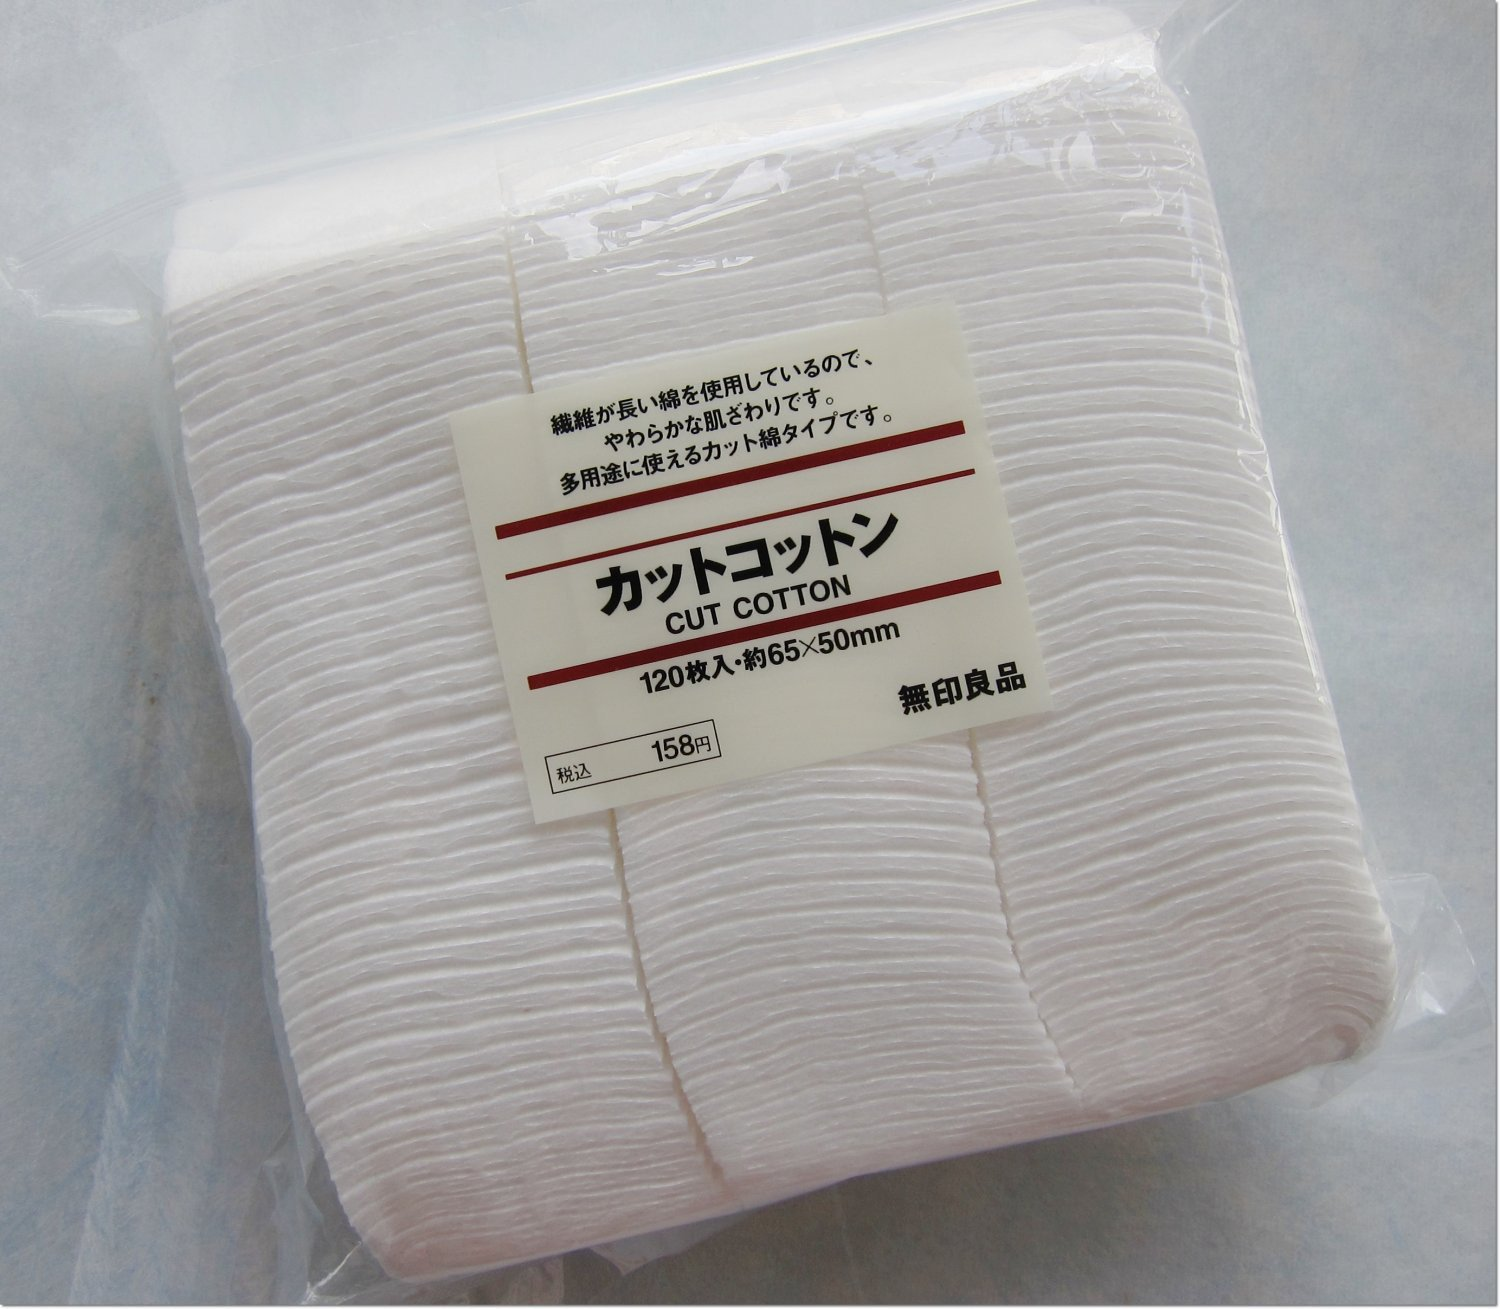 繊維が長い綿を使用しているので、
やわらかな肌ざわりです。
多用途に使えるカット綿タイプです。
カットコットン
CUT COTTON
120枚入・約65×50mm
無印良品
税込 158円